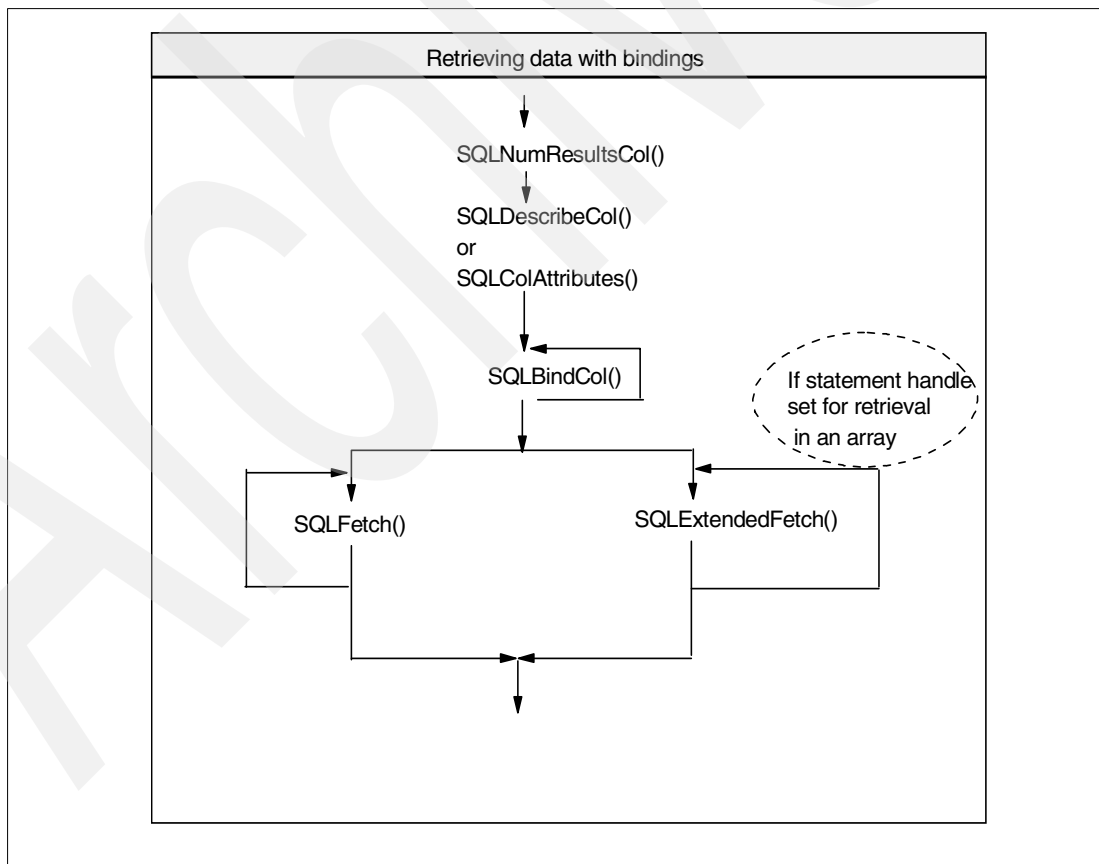 Retrieving data with bindings
SQLNumResultsCol()
SQLDescribeCol()
or
SQLColAttributes()
SQLBindCol()
If statement handle
set for retrieval
in an array
SQLFetch()
SQLExtendedFetch()